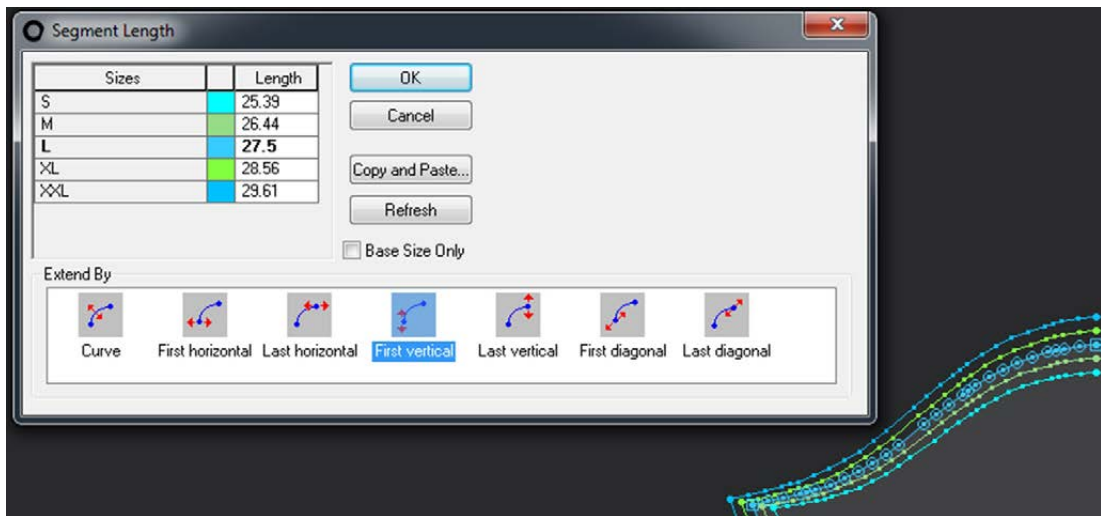 Segment Length
Sizes Length
S 25.39
M 26.44
L 27.5
XL 28.56
XXL 29.61
OK
Cancel
Copy and Paste...
Refresh
Base Size Only
Extend By
Curve First horizontal Last horizontal First vertical Last vertical First diagonal Last diagonal